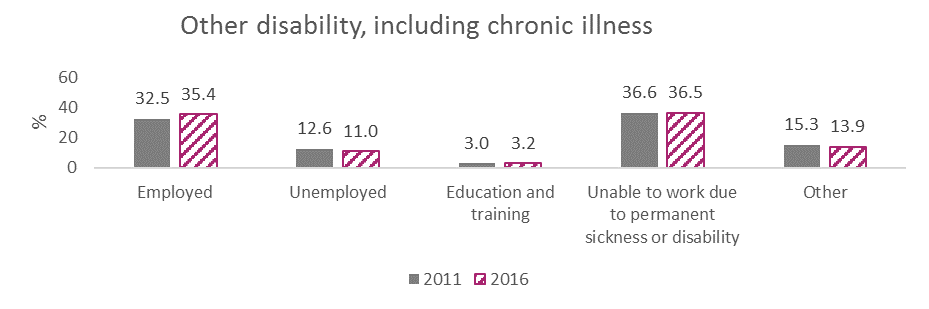 Other disability, including chronic illness
60
40
20
0
%
32.5 35.4
12.6 11.0
3.0 3.2
36.6 36.5
15.3 13.9
Employed
Unemployed
Education and
training
Unable to work due
to permanent
sickness or disability
Other
2011 2016